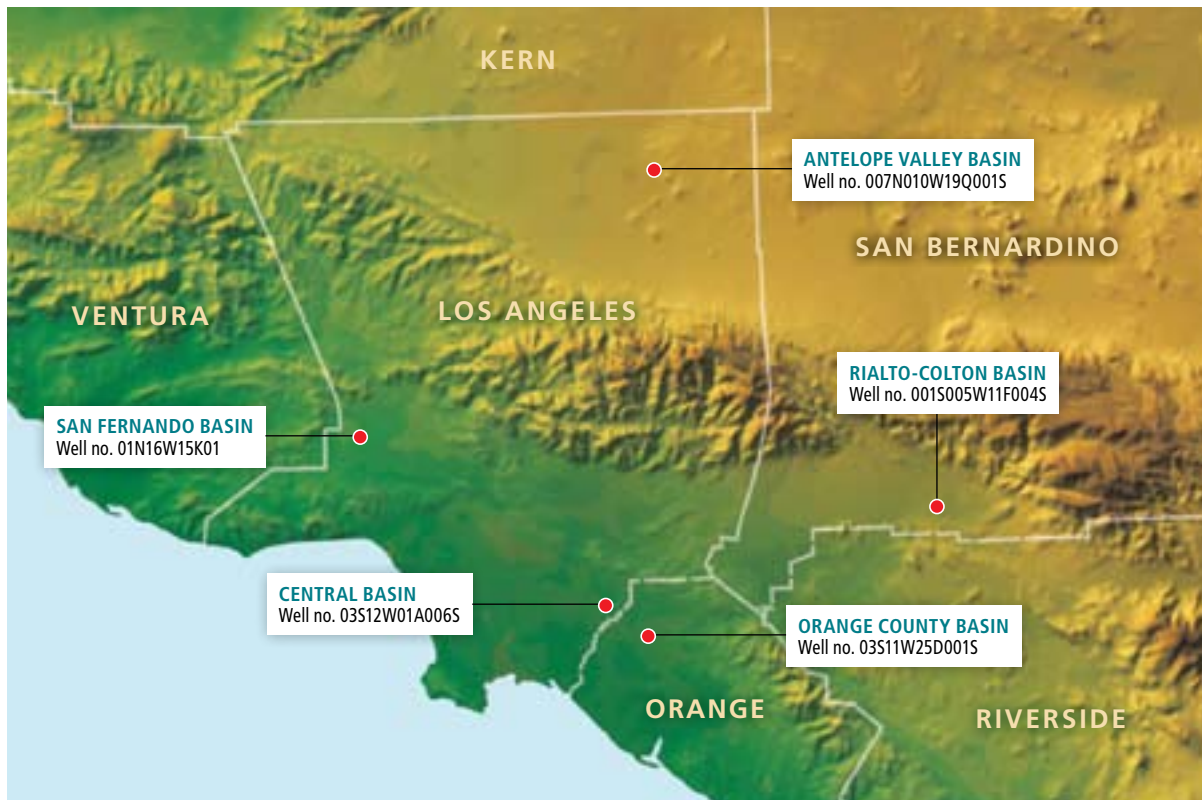 KERN
ANTELOPE VALLEY BASIN
Well no. 007N010W19Q001S
SAN BERNARDINO
VENTURA
LOS ANGELES
RIALTO-COLTON BASIN
Well no. 001S005W11F004S
SAN FERNANDO BASIN
Well no. 01N16W15K01
CENTRAL BASIN
Well no. 03S12W01A006S
ORANGE COUNTY BASIN
Well no. 03S11W25D001S
ORANGE
RIVERSIDE